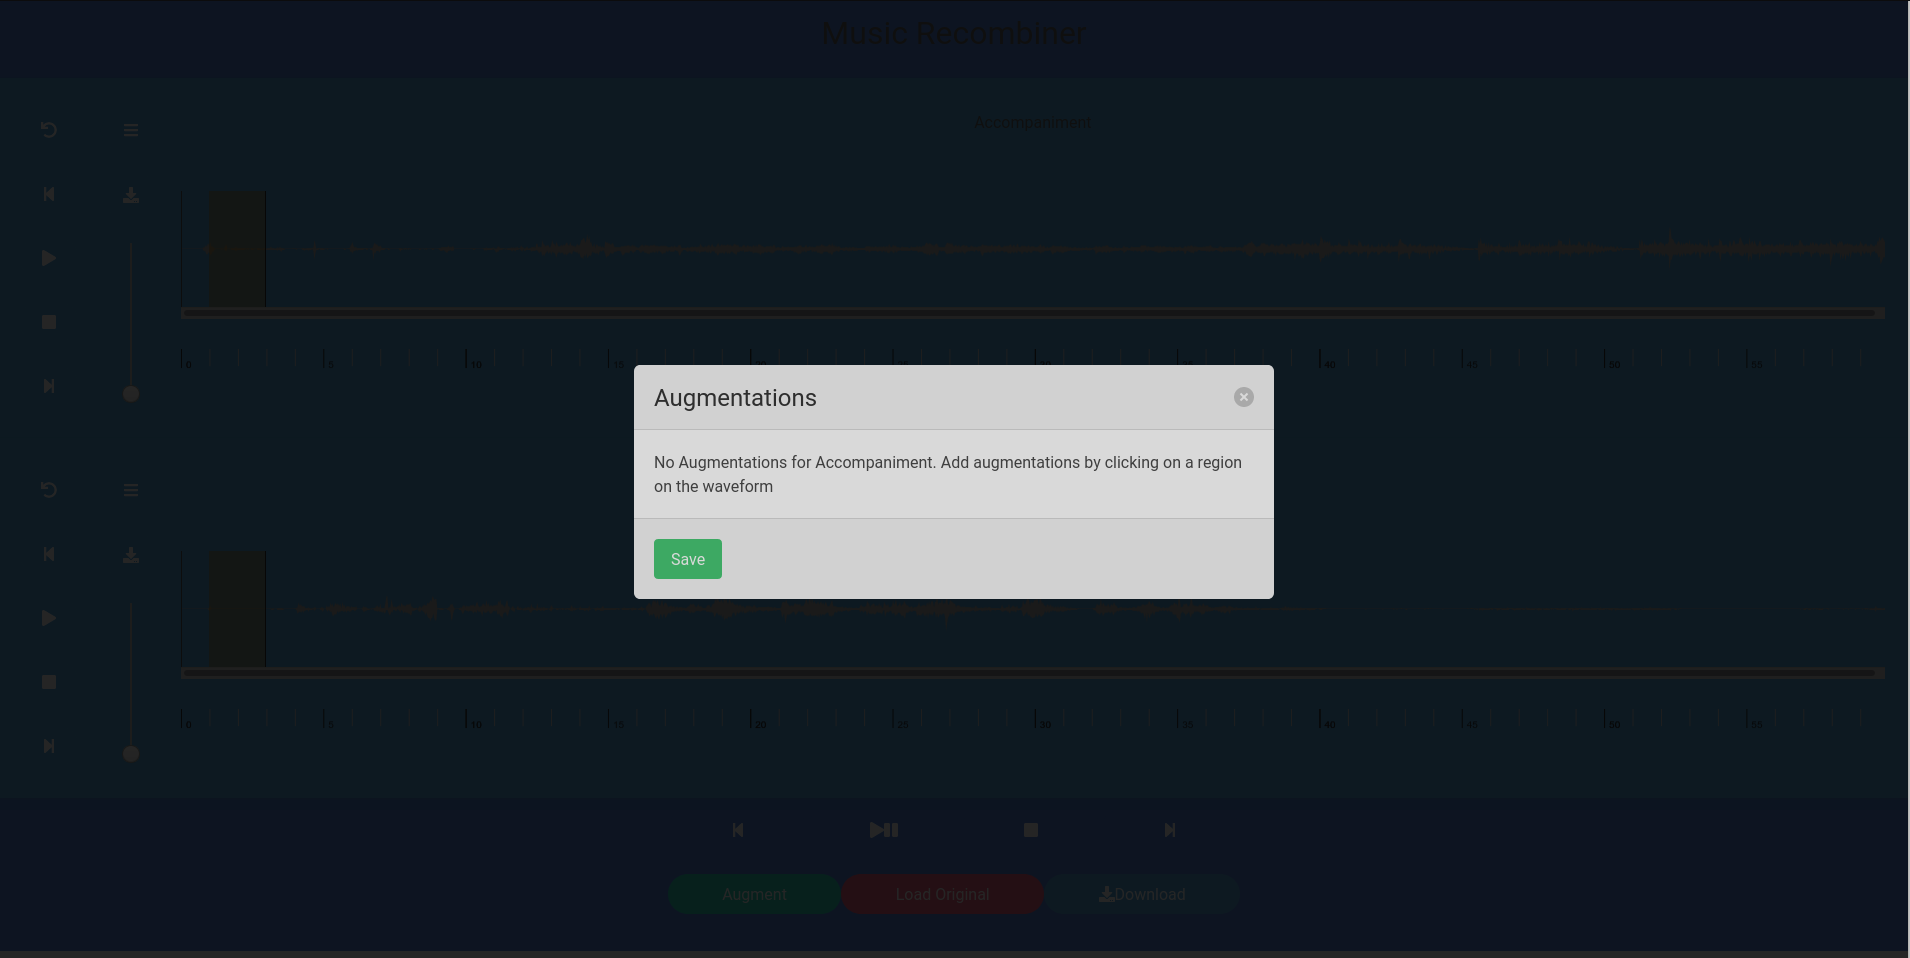 Music Recombiner
Accompaniment
0 5 10 15 20 25 30 35 40 45 50 55
Augmentations
No Augmentations for Accompaniment. Add augmentations by clicking on a region
on the waveform
Save
0 5 10 15 20 25 30 35 40 45 50 55
Augment Load Original Download